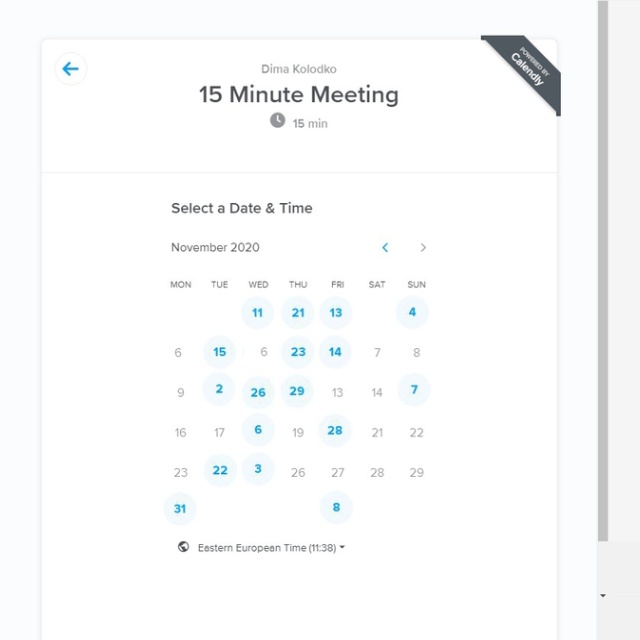 Dima Kolodko
POWERED BY
Calendly
15 Minute Meeting
15 min
Select a Date & Time
November 2020
MON TUE WED THU FRI SAT SUN
11 21 13 4
6 15 6 23 14 7 8
9 2 26 29 13 14 7
16 17 6 19 28 21 22
23 22 3 26 27 28 29
31 8
Eastern European Time (11:38)